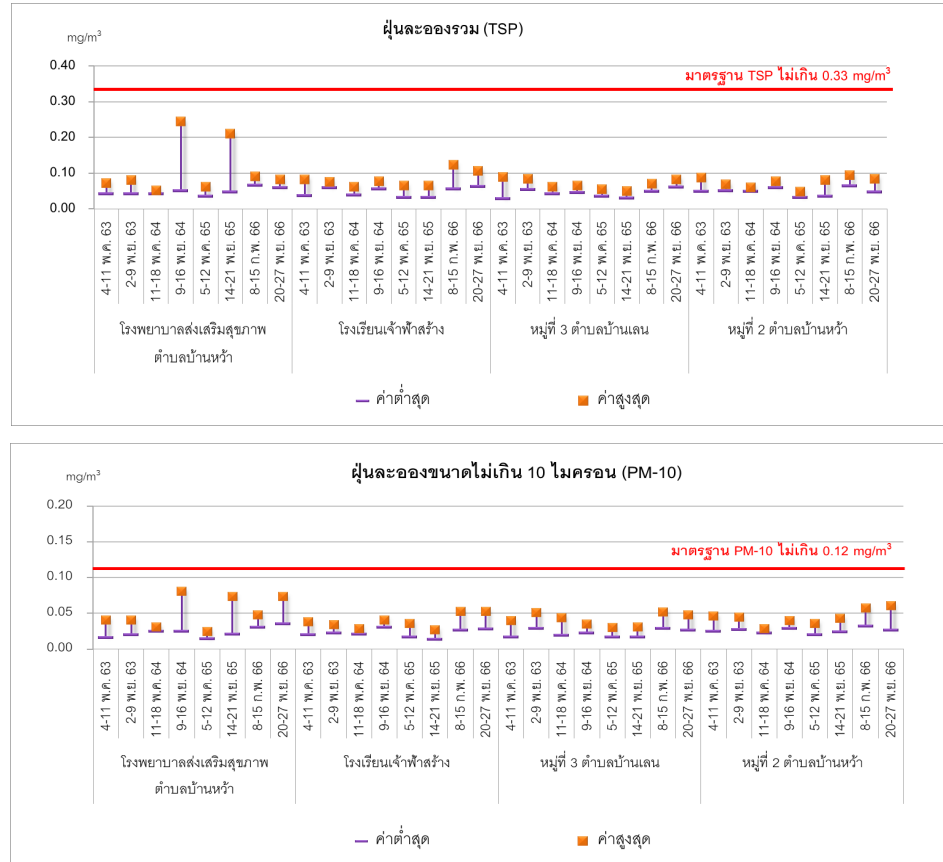 ฝุ่นละอองรวม (TSP)
mg/m³
มาตรฐาน TSP ไม่เกิน 0.33 mg/m³
0.40
0.30
0.20
0.10
0.00
4-11 พ.ค. 63
2-9 พ.ย. 63
11-18 พ.ค. 64
9-16 พ.ย. 64
5-12 พ.ค. 65
14-21 พ.ย. 65
8-15 ก.พ. 66
20-27 พ.ย. 66
4-11 พ.ค. 63
2-9 พ.ย. 63
11-18 พ.ค. 64
9-16 พ.ย. 64
5-12 พ.ค. 65
14-21 พ.ย. 65
8-15 ก.พ. 66
20-27 พ.ย. 66
4-11 พ.ค. 63
2-9 พ.ย. 63
11-18 พ.ค. 64
9-16 พ.ย. 64
5-12 พ.ค. 65
14-21 พ.ย. 65
8-15 ก.พ. 66
20-27 พ.ย. 66
4-11 พ.ค. 63
2-9 พ.ย. 63
11-18 พ.ค. 64
9-16 พ.ย. 64
5-12 พ.ค. 65
14-21 พ.ย. 65
8-15 ก.พ. 66
20-27 พ.ย. 66
โรงพยาบาลส่งเสริมสุขภาพ
ตำบลบ้านหว้า
โรงเรียนเจ้าฟ้าสร้าง
หมู่ที่ 3 ตำบลบ้านเลน
หมู่ที่ 2 ตำบลบ้านหว้า
ค่าต่ำสุด
ค่าสูงสุด
ฝุ่นละอองขนาดไม่เกิน 10 ไมครอน (PM-10)
mg/m³
มาตรฐาน PM-10 ไม่เกิน 0.12 mg/m³
0.20
0.15
0.10
0.05
0.00
4-11 พ.ค. 63
2-9 พ.ย. 63
11-18 พ.ค. 64
9-16 พ.ย. 64
5-12 พ.ค. 65
14-21 พ.ย. 65
8-15 ก.พ. 66
20-27 พ.ย. 66
4-11 พ.ค. 63
2-9 พ.ย. 63
11-18 พ.ค. 64
9-16 พ.ย. 64
5-12 พ.ค. 65
14-21 พ.ย. 65
8-15 ก.พ. 66
20-27 พ.ย. 66
4-11 พ.ค. 63
2-9 พ.ย. 63
11-18 พ.ค. 64
9-16 พ.ย. 64
5-12 พ.ค. 65
14-21 พ.ย. 65
8-15 ก.พ. 66
20-27 พ.ย. 66
4-11 พ.ค. 63
2-9 พ.ย. 63
11-18 พ.ค. 64
9-16 พ.ย. 64
5-12 พ.ค. 65
14-21 พ.ย. 65
8-15 ก.พ. 66
20-27 พ.ย. 66
โรงพยาบาลส่งเสริมสุขภาพ
ตำบลบ้านหว้า
โรงเรียนเจ้าฟ้าสร้าง
หมู่ที่ 3 ตำบลบ้านเลน
หมู่ที่ 2 ตำบลบ้านหว้า
ค่าต่ำสุด
ค่าสูงสุด